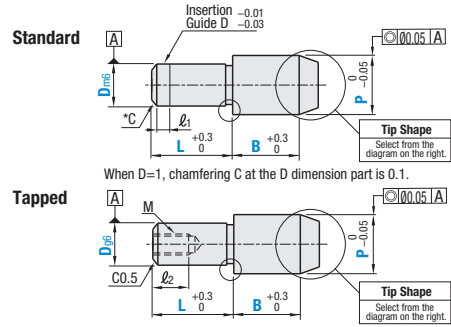 Standard
A
Insertion
Guide D
-0.01
-0.03
◎ Ø0.05 A
Dm6
P 0 -0.05
*C
ℓ1
L +0.3 0
B +0.3 0
Tip Shape
Select from the
diagram on the right.
When D=1, chamfering C at the D dimension part is 0.1.
Tapped
A
M
◎ Ø0.05 A
Dg6
P 0 -0.05
C0.5
ℓ2
L +0.3 0
B +0.3 0
Tip Shape
Select from the
diagram on the right.